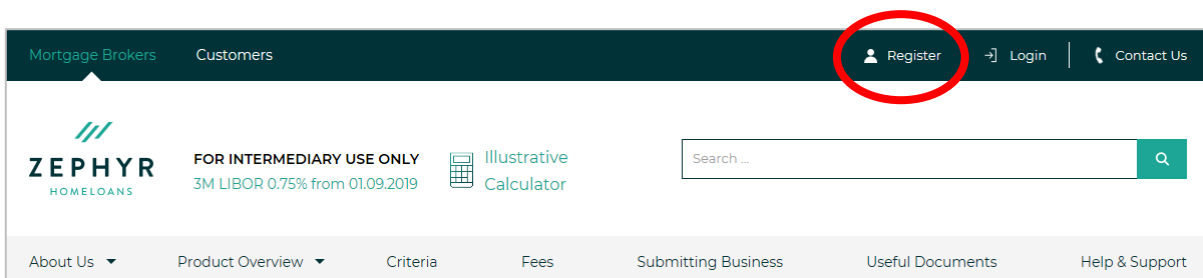 Mortgage Brokers Customers Register Login Contact Us
ZEPHYR
HOMELOANS
FOR INTERMEDIARY USE ONLY
3M LIBOR 0.75% from 01.09.2019
Illustrative
Calculator
Search ...
About Us Product Overview Criteria Fees Submitting Business Useful Documents Help & Support